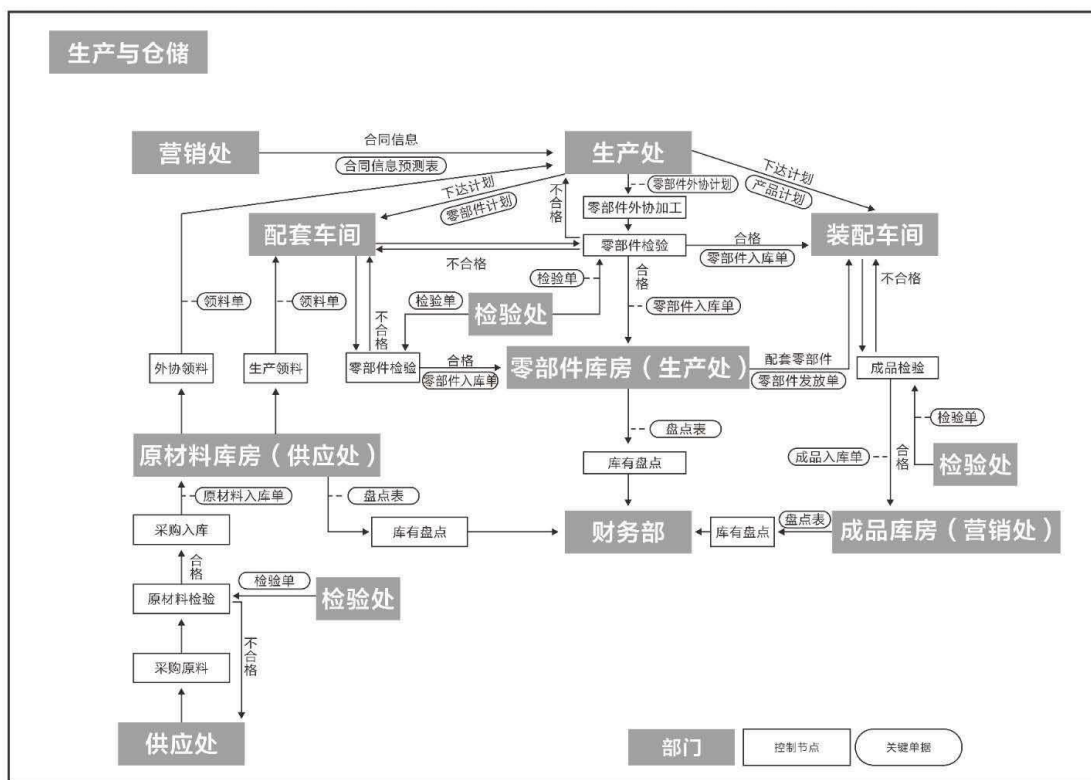 生产与仓储
营销处
合同信息
合同信息预测表
生产处
下达计划
零部件计划
不合格
零部件外协计划
零部件外协加工
下达计划
产品计划
配套车间
零部件检验
合格
零部件入库单
装配车间
不合格
检验单
合格
零部件入库单
不合格
领料单
领料单
不合格
检验单
检验处
外协领料
生产领料
零部件检验
合格
零部件入库单
零部件库房（生产处）
配套零部件
零部件发放单
成品检验
检验单
检验处
成品入库单
合格
盘点表
库有盘点
原材料库房（供应处）
原材料入库单
盘点表
采购入库
库有盘点
财务部
库有盘点
盘点表
成品库房（营销处）
合格
检验单
原材料检验
检验处
不合格
采购原料
供应处
部门
控制节点
关键单据